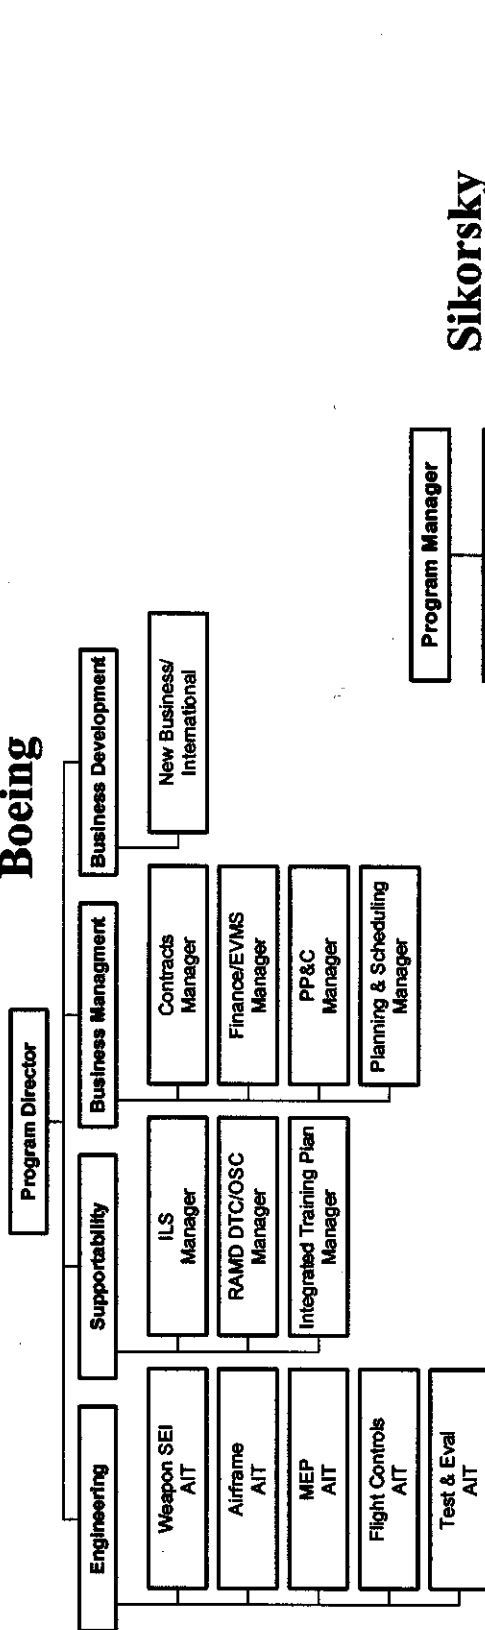 Boeing
Program Director
Engineering
Supportability
Business Managment
Business Development
Weapon SEI
AIT
Airframe
AIT
MEP
AIT
Flight Controls
AIT
Test & Eval
AIT
ILS
Manager
RAMD DTC/OSC
Manager
Integrated Training Plan
Manager
Contracts
Manager
Finance/EVMS
Manager
PP&C
Manager
Planning & Scheduling
Manager
New Business/
International
Sikorsky
Program Manager